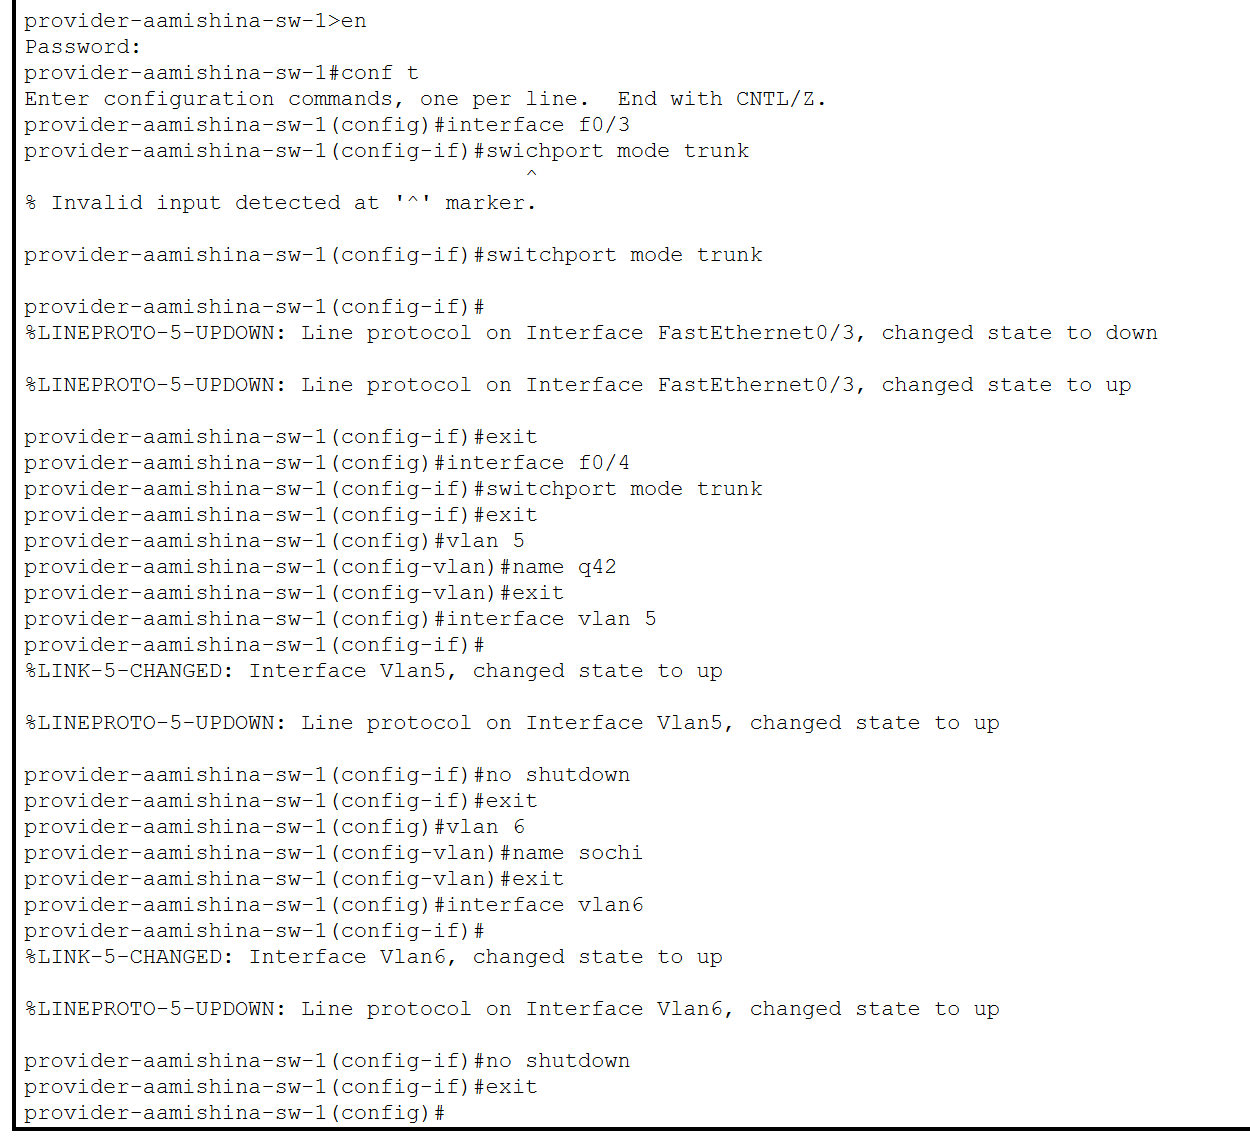 provider-aamishina-sw-1>en
Password:
provider-aamishina-sw-1#conf t
Enter configuration commands, one per line.  End with CNTL/Z.
provider-aamishina-sw-1(config)#interface f0/3
provider-aamishina-sw-1(config-if)#swichport mode trunk
^
% Invalid input detected at '^' marker.
provider-aamishina-sw-1(config-if)#switchport mode trunk
provider-aamishina-sw-1(config-if)#
%LINEPROTO-5-UPDOWN: Line protocol on Interface FastEthernet0/3, changed state to down
%LINEPROTO-5-UPDOWN: Line protocol on Interface FastEthernet0/3, changed state to up
provider-aamishina-sw-1(config-if)#exit
provider-aamishina-sw-1(config)#interface f0/4
provider-aamishina-sw-1(config-if)#switchport mode trunk
provider-aamishina-sw-1(config-if)#exit
provider-aamishina-sw-1(config)#vlan 5
provider-aamishina-sw-1(config-vlan)#name q42
provider-aamishina-sw-1(config-vlan)#exit
provider-aamishina-sw-1(config)#interface vlan 5
provider-aamishina-sw-1(config-if)#
%LINK-5-CHANGED: Interface Vlan5, changed state to up
%LINEPROTO-5-UPDOWN: Line protocol on Interface Vlan5, changed state to up
provider-aamishina-sw-1(config-if)#no shutdown
provider-aamishina-sw-1(config-if)#exit
provider-aamishina-sw-1(config)#vlan 6
provider-aamishina-sw-1(config-vlan)#name sochi
provider-aamishina-sw-1(config-vlan)#exit
provider-aamishina-sw-1(config)#interface vlan6
provider-aamishina-sw-1(config-if)#
%LINK-5-CHANGED: Interface Vlan6, changed state to up
%LINEPROTO-5-UPDOWN: Line protocol on Interface Vlan6, changed state to up
provider-aamishina-sw-1(config-if)#no shutdown
provider-aamishina-sw-1(config-if)#exit
provider-aamishina-sw-1(config)#